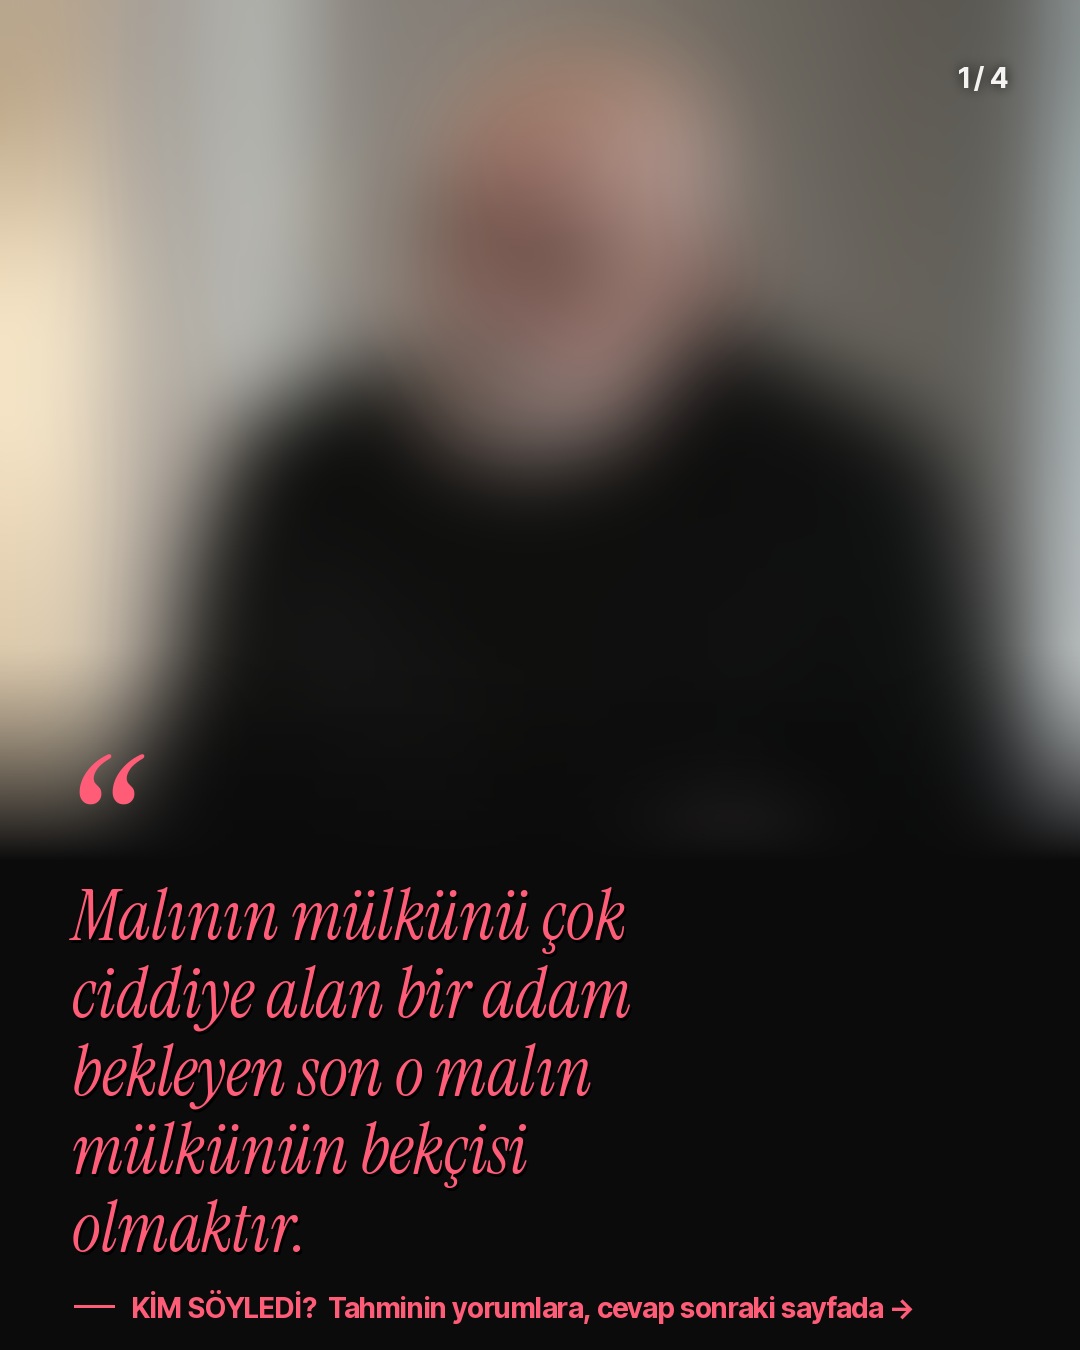 1/4
“
Malının mülkünü çok
ciddiye alan bir adam
bekleyen son o malın
mülkünün bekçisi
olmaktır.
— KİM SÖYLEDİ? Tahminin yorumlara, cevap sonraki sayfada →